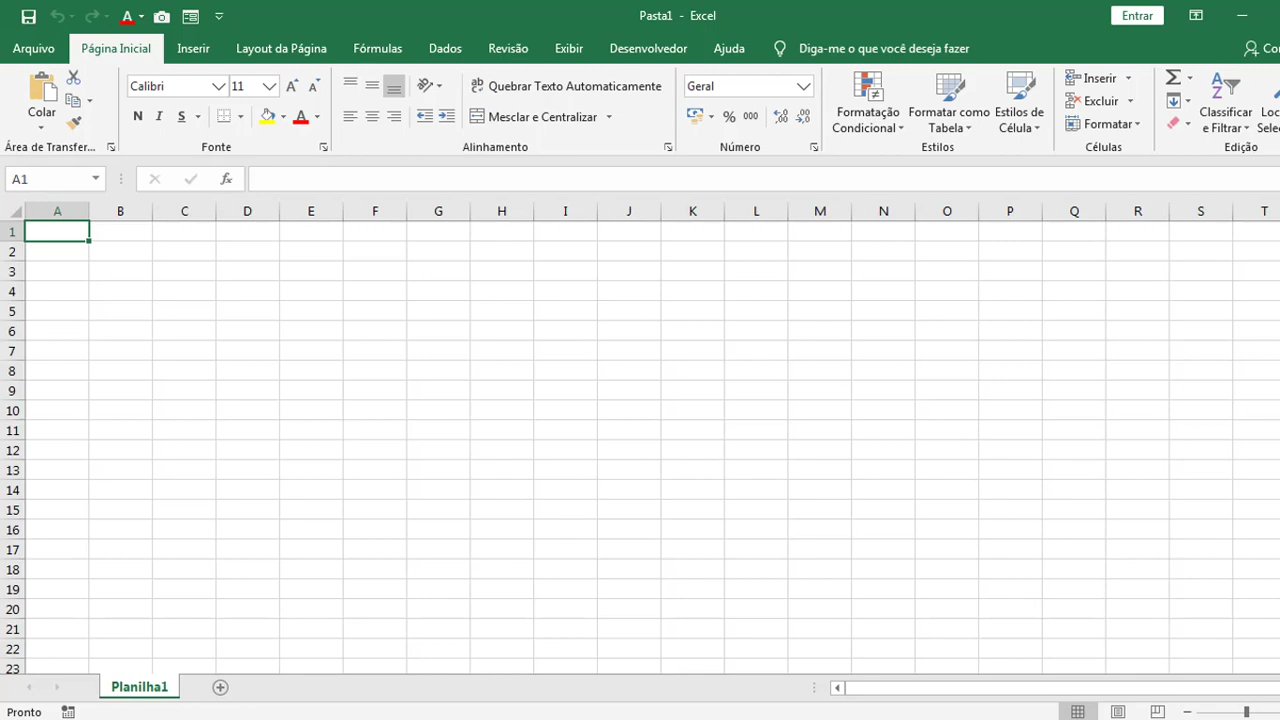 Pasta1 - Excel
Entrar
Arquivo Página Inicial Inserir Layout da Página Fórmulas Dados Revisão Exibir Desenvolvedor Ajuda Diga-me o que você deseja fazer
Calibri 11 Quebrar Texto Automaticamente Geral Inserir
Colar Formatação Condicional Formatar como Tabela Estilos de Célula Excluir Classificar e Filtrar
N I S Mesclar e Centralizar % 000 Formatar
Área de Transfer... Fonte Alinhamento Número Estilos Células Edição
A1 fx
A B C D E F G H I J K L M N O P Q R S T
1
2
3
4
5
6
7
8
9
10
11
12
13
14
15
16
17
18
19
20
21
22
23
Planilha1
Pronto